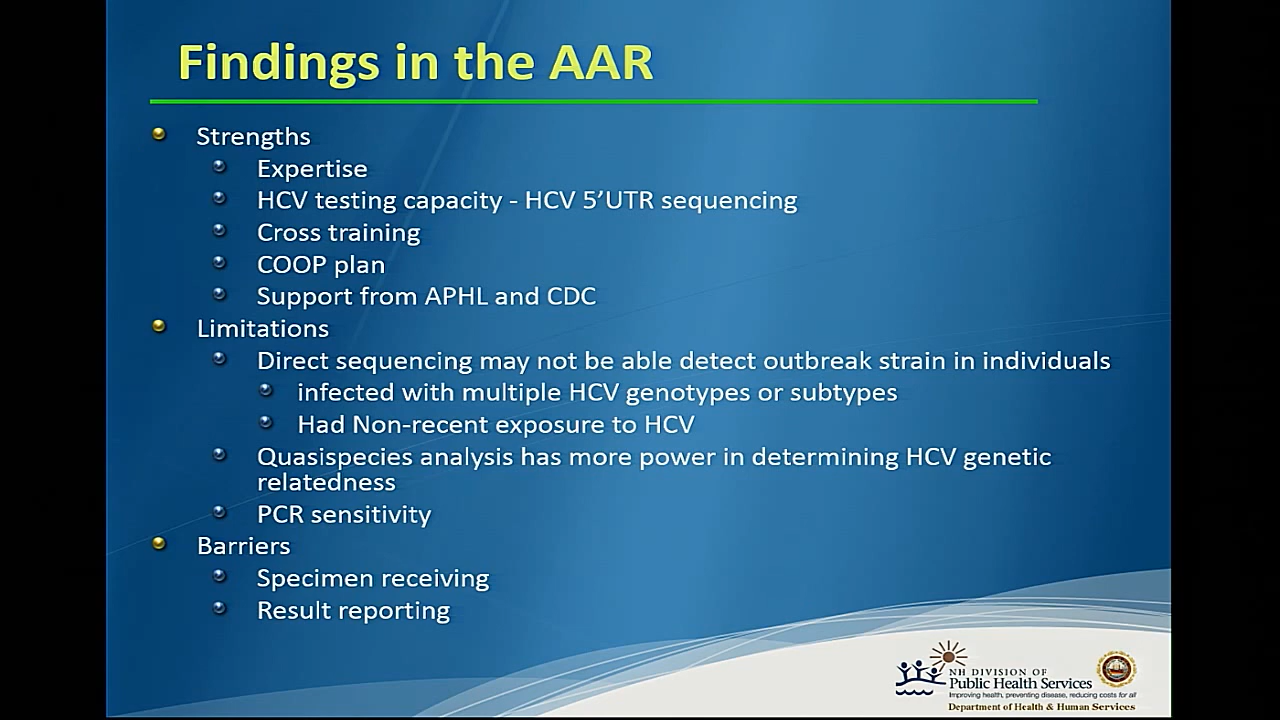 Findings in the AAR
Strengths
Expertise
HCV testing capacity - HCV 5’UTR sequencing
Cross training
COOP plan
Support from APHL and CDC
Limitations
Direct sequencing may not be able detect outbreak strain in individuals
infected with multiple HCV genotypes or subtypes
Had Non-recent exposure to HCV
Quasispecies analysis has more power in determining HCV genetic
relatedness
PCR sensitivity
Barriers
Specimen receiving
Result reporting
NH DIVISION OF
Public Health Services
Improving health, preventing disease, reducing costs for all
Department of Health & Human Services